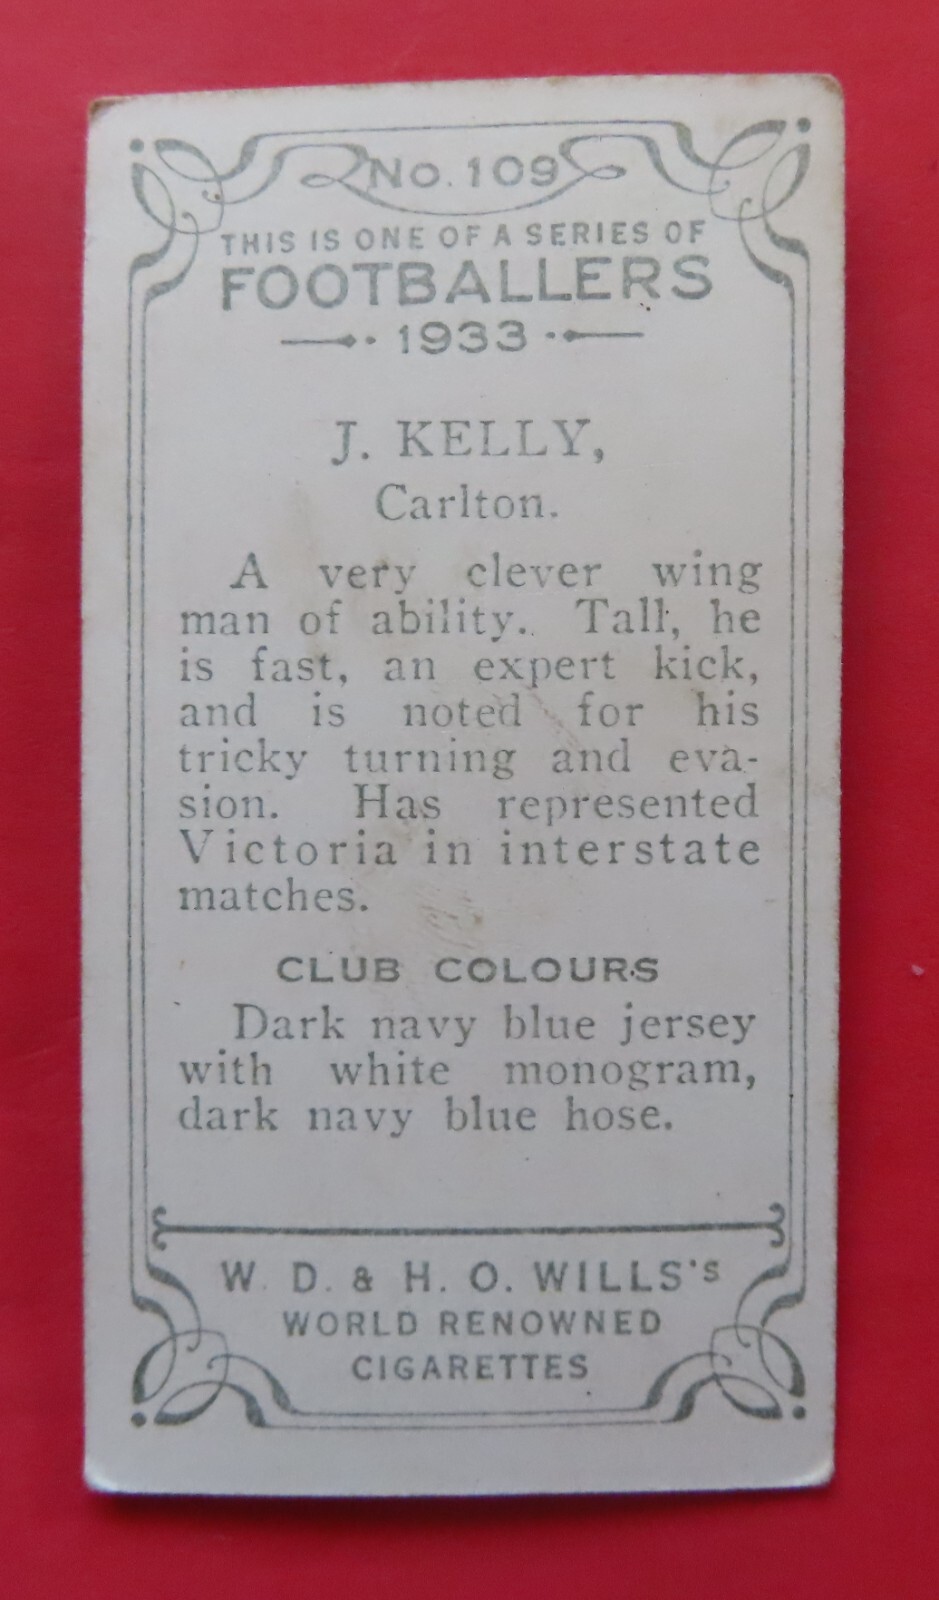 No. 109
THIS IS ONE OF A SERIES OF
FOOTBALLERS
1933
J. KELLY,
Carlton.
A very clever wing
man of ability. Tall, he
is fast, an expert kick,
and is noted for his
tricky turning and eva-
sion. Has represented
Victoria in interstate
matches.
CLUB COLOURS
Dark navy blue jersey
with white monogram,
dark navy blue hose.
W. D. & H. O. WILLS's
WORLD RENOWNED
CIGARETTES